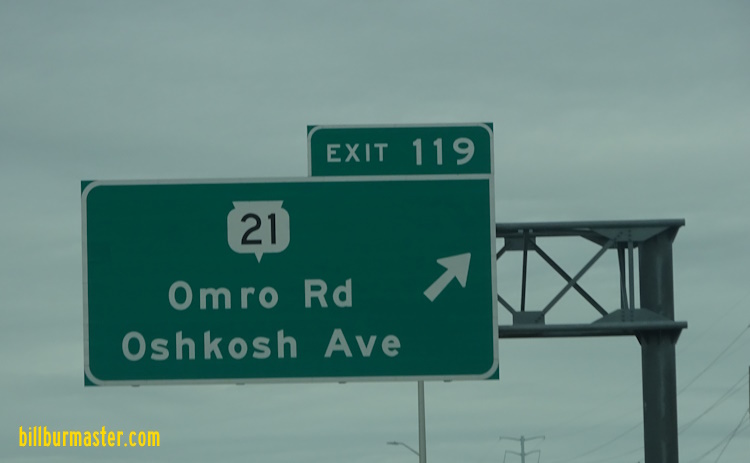 EXIT 119
21
Omro Rd
Oshkosh Ave
billburmaster.com